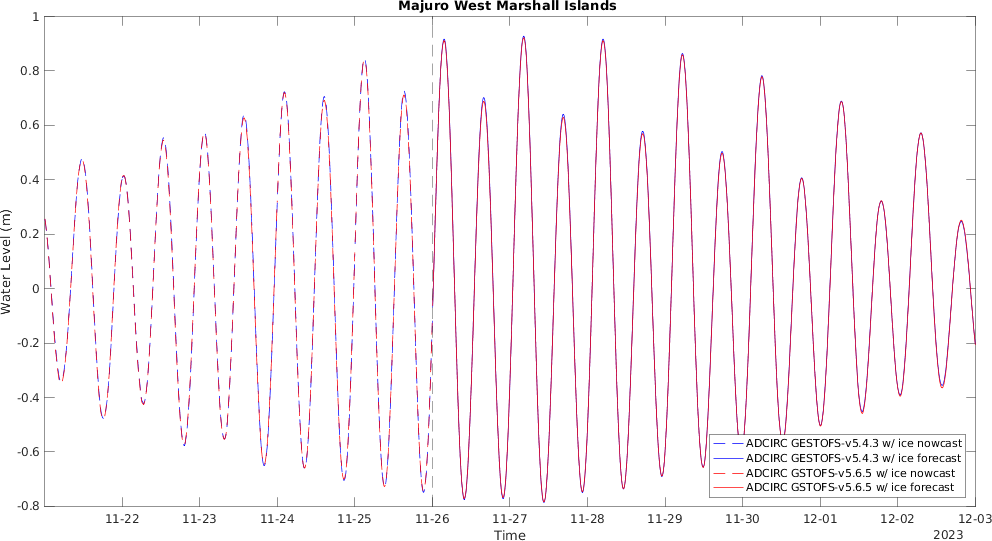 Majuro West Marshall Islands
1
0.8
0.6
0.4
0.2
0
-0.2
-0.4
-0.6
-0.8
Water Level (m)
ADCIRC GESTOFS-v5.4.3 w/ ice nowcast
ADCIRC GESTOFS-v5.4.3 w/ ice forecast
ADCIRC GSTOFS-v5.6.5 w/ ice nowcast
ADCIRC GSTOFS-v5.6.5 w/ ice forecast
11-22 11-23 11-24 11-25 11-26 11-27 11-28 11-29 11-30 12-01 12-02 12-03
Time
2023